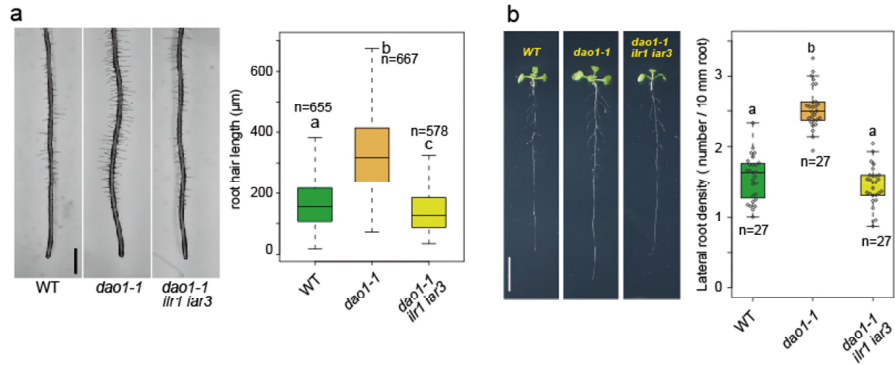 a
WT
dao1-1
dao1-1
ilr1 iar3
root hair length (μm)
600
400
200
0
n=655
a
b
n=667
n=578
c
WT
dao1-1
dao1-1
ilr1 iar3
b
WT
dao1-1
dao1-1
ilr1 iar3
Lateral root density ( number / 10 mm root)
3
2
1
0
a
n=27
b
n=27
a
n=27
WT
dao1-1
dao1-1
ilr1 iar3